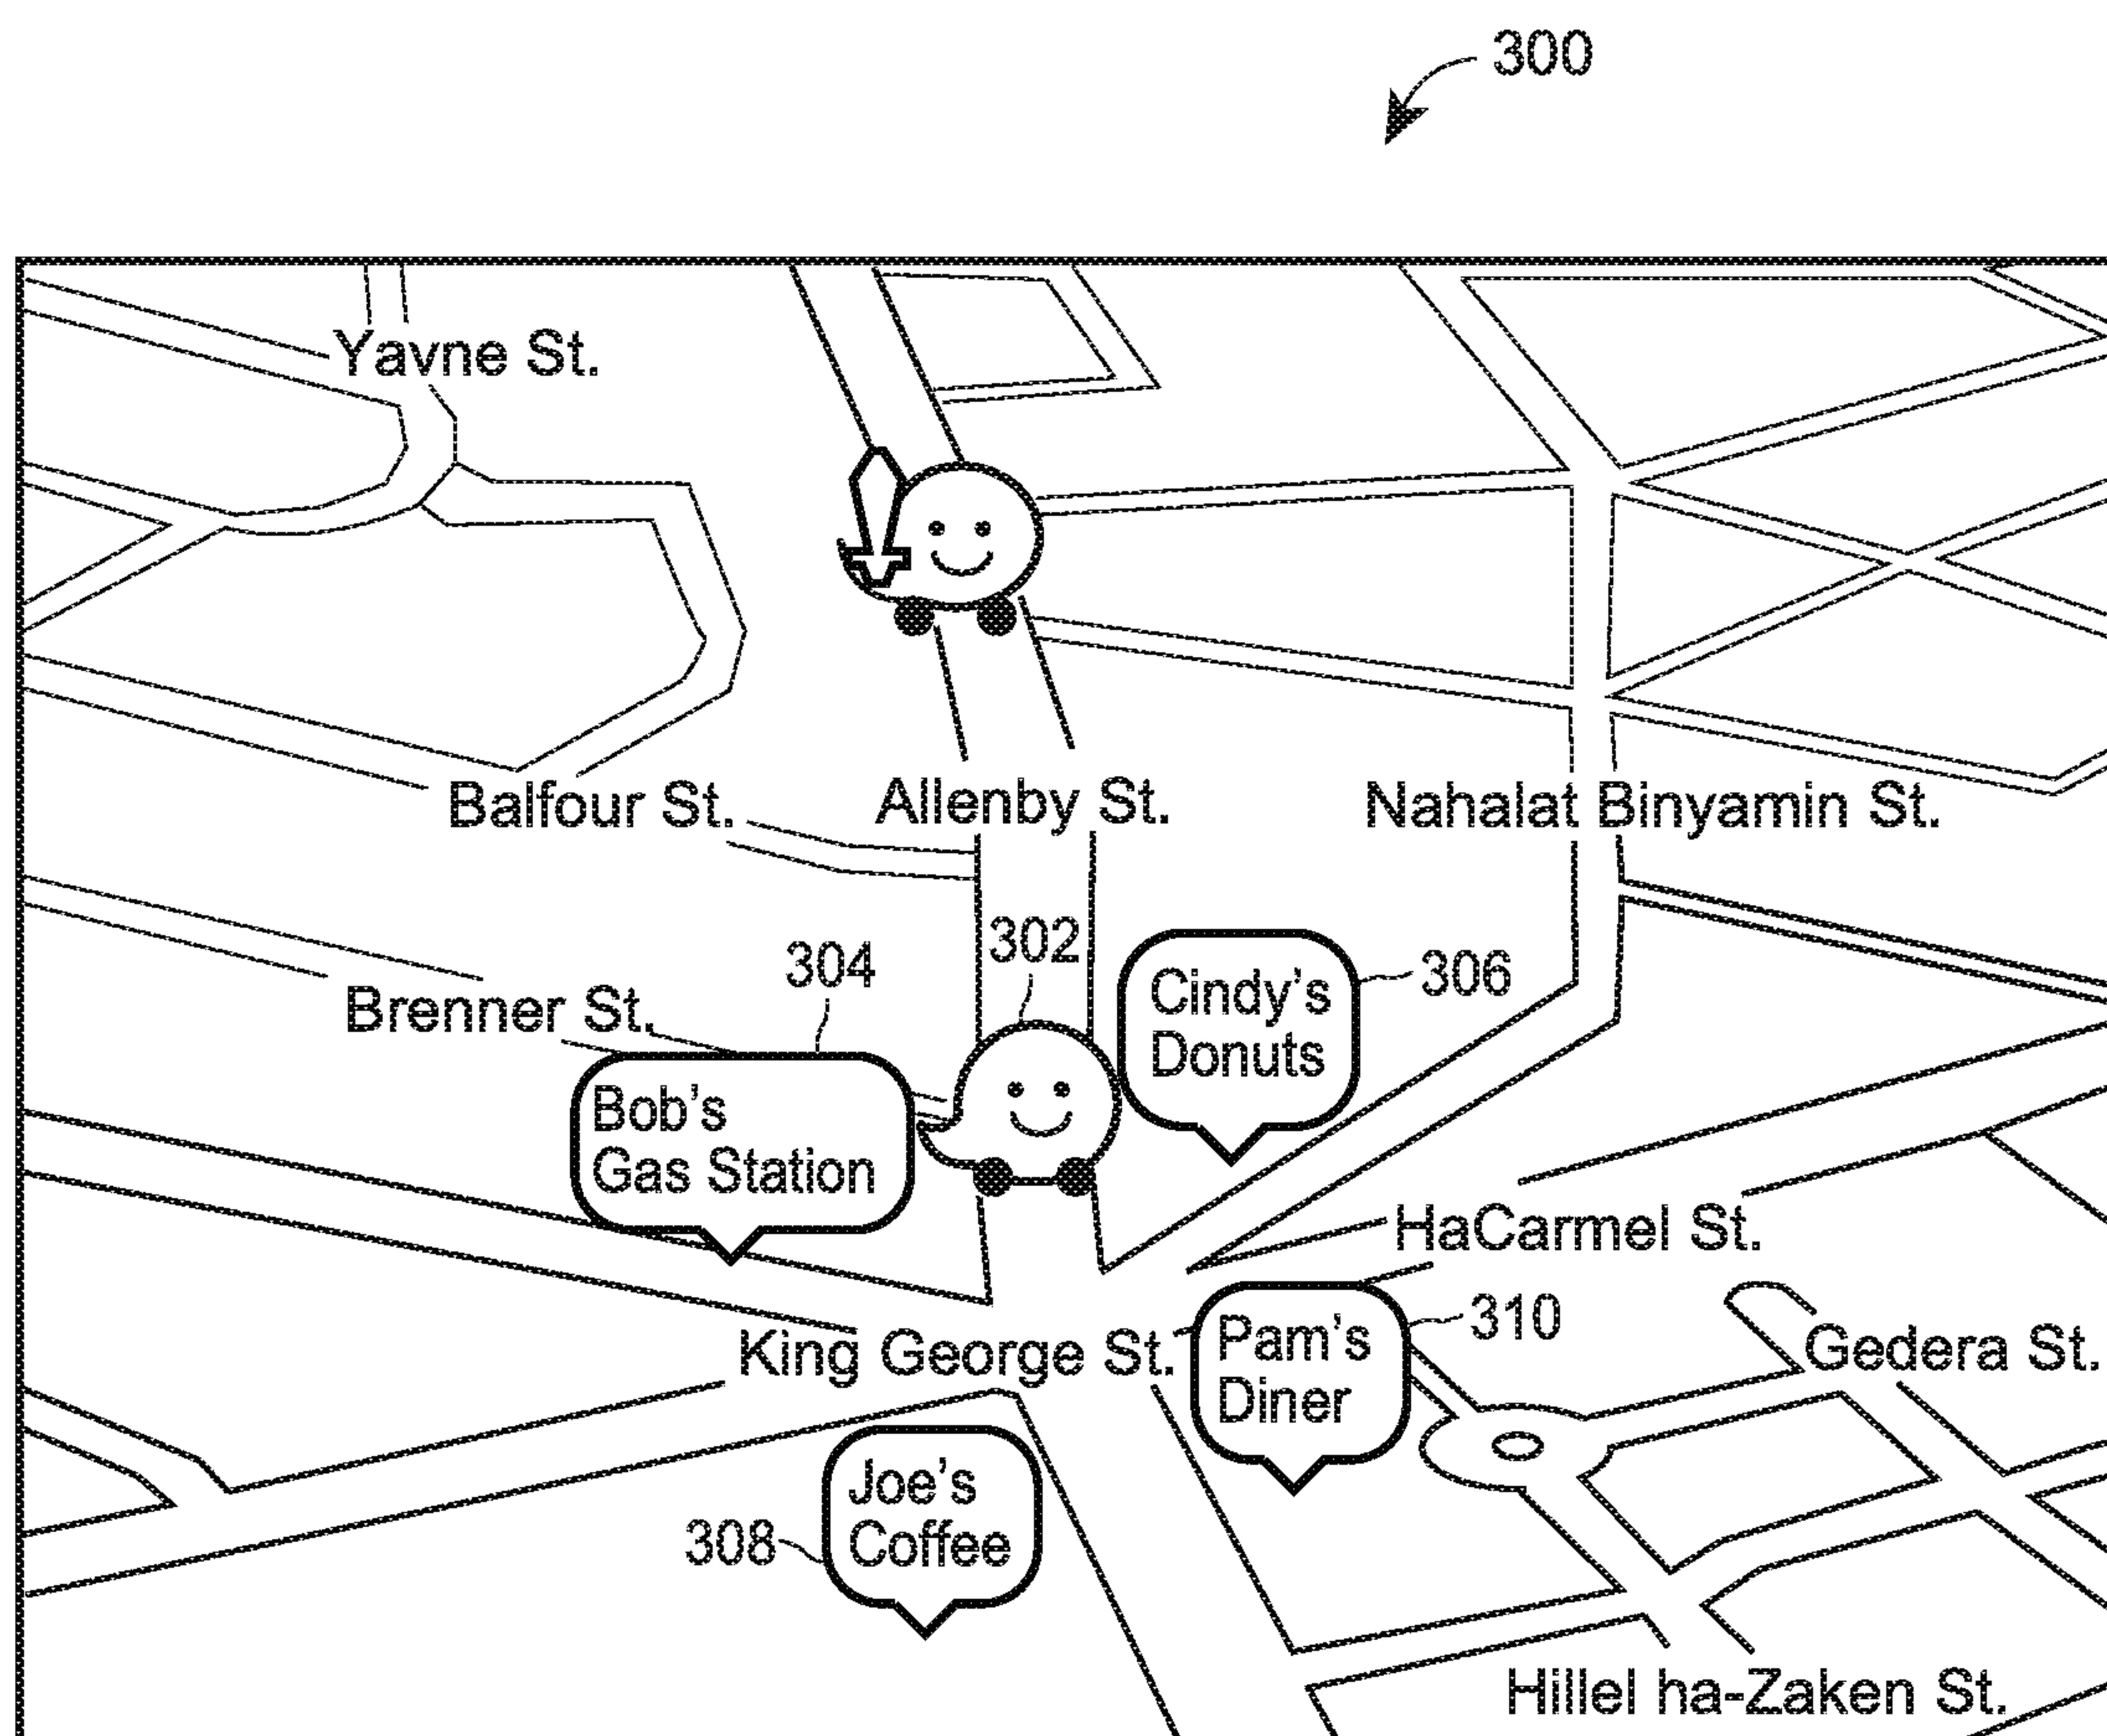 300
Yavne St.
Balfour St.
Allenby St.
Nahalat Binyamin St.
304
302
306
Cindy's
Donuts
Brenner St.
Bob's
Gas Station
HaCarmel St.
King George St.
Pam's
Diner
310
Gedera St.
Joe's
Coffee
308
Hillel ha-Zaken St.